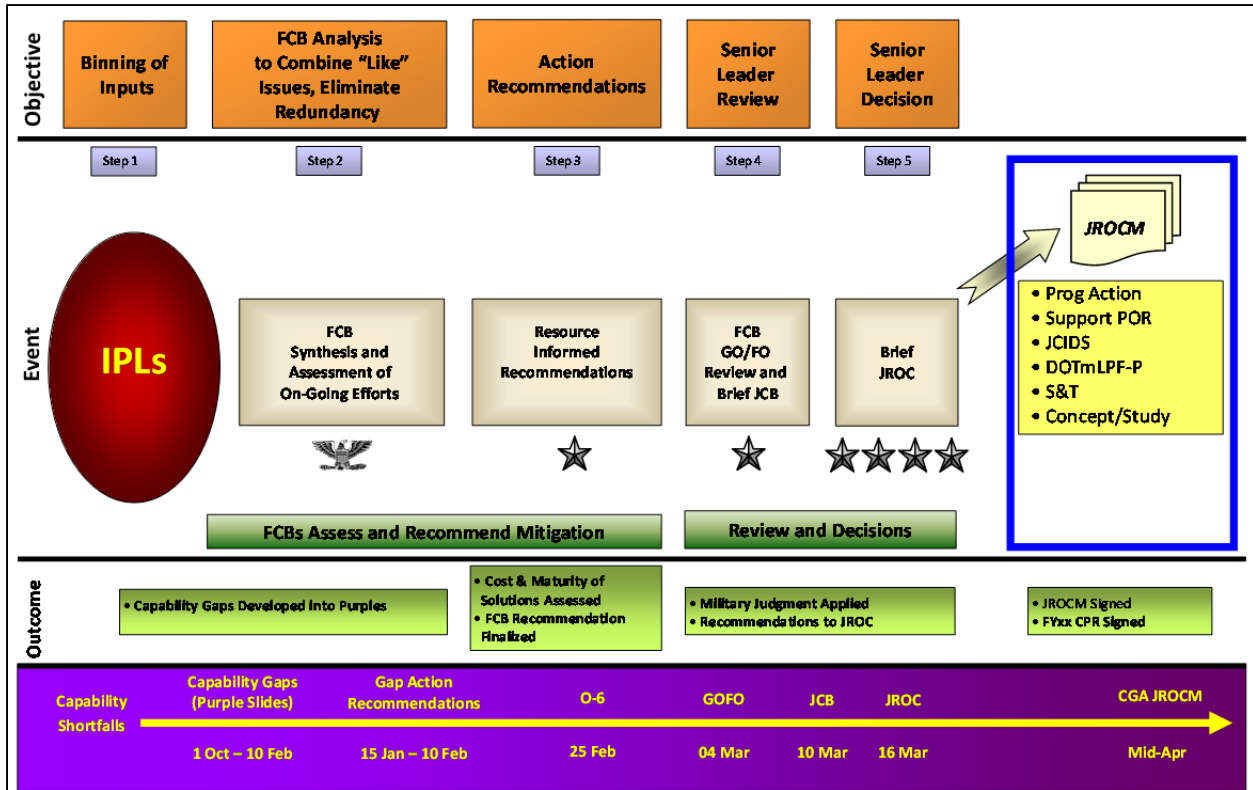 Objective
Binning of
Inputs
FCB Analysis
to Combine "Like"
Issues, Eliminate
Redundancy
Action
Recommendations
Senior
Leader
Review
Senior
Leader
Decision
Step 1
Step 2
Step 3
Step 4
Step 5
Event
IPLs
FCB
Synthesis and
Assessment of
On-Going Efforts
Resource
Informed
Recommendations
FCB
GO/FO
Review and
Brief JCB
Brief
JROC
JROCM
• Prog Action
• Support POR
• JCIDS
• DOTmLPF-P
• S&T
• Concept/Study
FCBs Assess and Recommend Mitigation
Review and Decisions
Outcome
• Capability Gaps Developed into Purples
• Cost & Maturity of
Solutions Assessed
• FCB Recommendation
Finalized
• Military Judgment Applied
• Recommendations to JROC
• JROCM Signed
• FYxx CPR Signed
Capability
Shortfalls
Capability Gaps
(Purple Slides)
Gap Action
Recommendations
O-6
GOFO
JCB
JROC
CGA JROCM
1 Oct – 10 Feb
15 Jan – 10 Feb
25 Feb
04 Mar
10 Mar
16 Mar
Mid-Apr